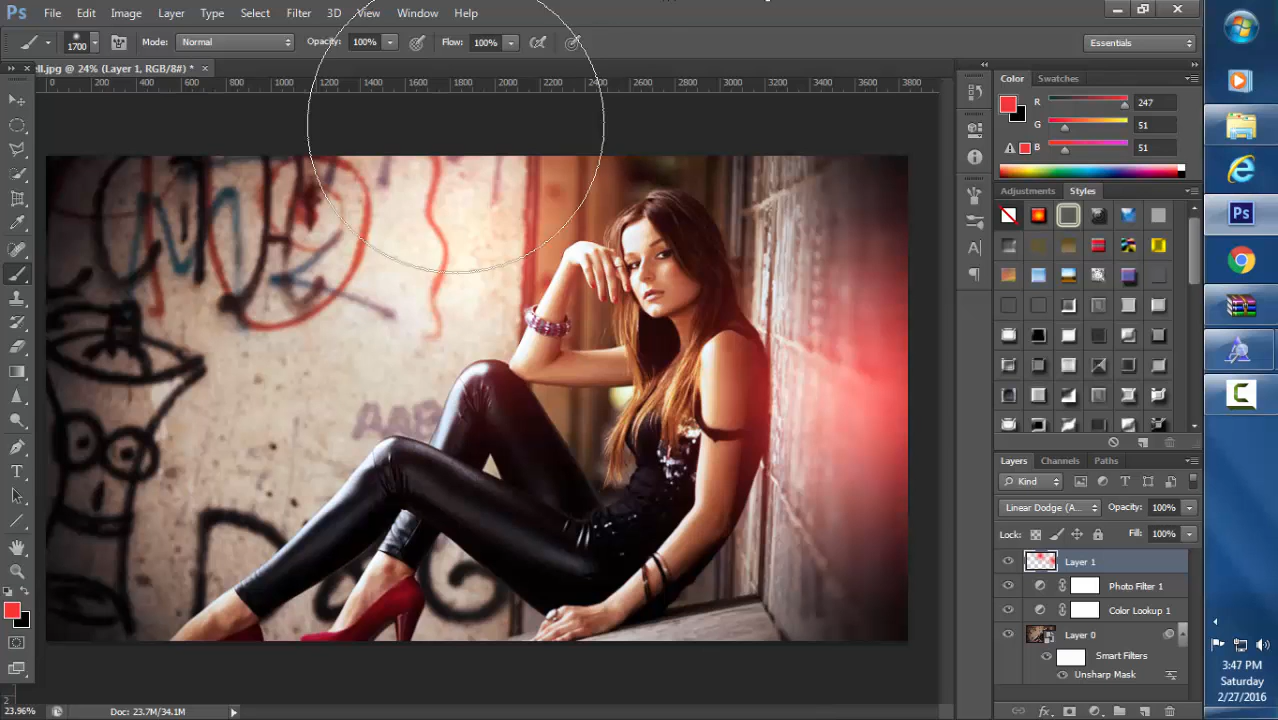 Ps File Edit Image Layer Type Select Filter 3D View Window Help
1700 Mode: Normal Opacity: 100% Flow: 100% Essentials
ell.jpg @ 24% (Layer 1, RGB/8#) * ×
0 200 400 600 800 1000 1200 1400 1600 1800 2000 2200 2400 2600 2800 3000 3200 3400 3600 3800
Color Swatches
R 247
G 51
B 51
Adjustments Styles
AAB
Layers Channels Paths
Kind
Linear Dodge (A... Opacity: 100%
Lock: Fill: 100%
Layer 1
Photo Filter 1
Color Lookup 1
Layer 0
Smart Filters
Unsharp Mask
23.96% Doc: 23.7M/34.1M
3:47 PM
Saturday
2/27/2016